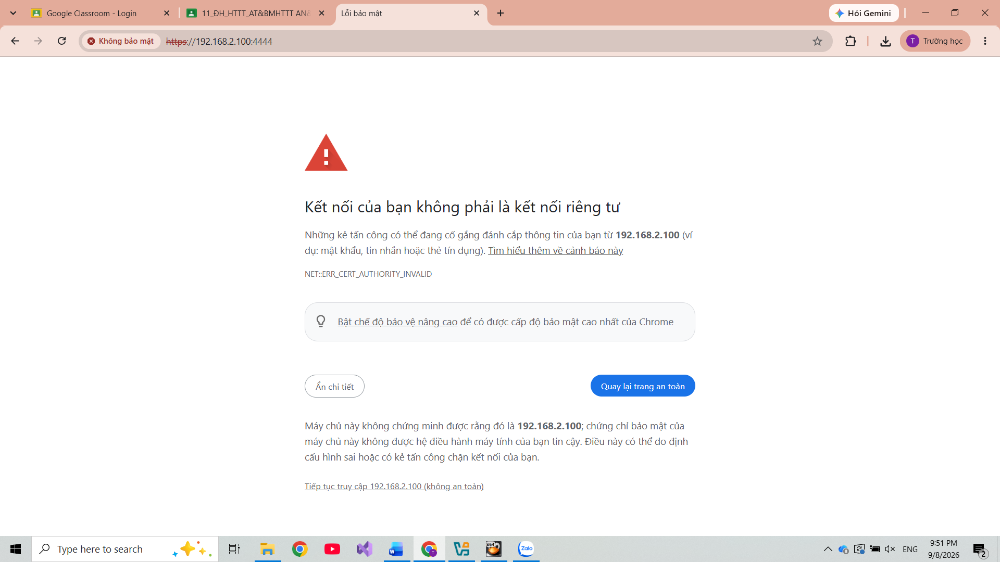 Google Classroom - Login
11_ĐH_HTTT_AT&BMHTTT AN&
Lỗi bảo mật
Hỏi Gemini
Không bảo mật
https://192.168.2.100:4444
T
Trường học
Kết nối của bạn không phải là kết nối riêng tư
Những kẻ tấn công có thể đang cố gắng đánh cắp thông tin của bạn từ 192.168.2.100 (ví
dụ: mật khẩu, tin nhắn hoặc thẻ tín dụng). Tìm hiểu thêm về cảnh báo này
NET::ERR_CERT_AUTHORITY_INVALID
Bật chế độ bảo vệ nâng cao để có được cấp độ bảo mật cao nhất của Chrome
Ẩn chi tiết
Quay lại trang an toàn
Máy chủ này không chứng minh được rằng đó là 192.168.2.100; chứng chỉ bảo mật của
máy chủ này không được hệ điều hành máy tính của bạn tin cậy. Điều này có thể do định
cấu hình sai hoặc có kẻ tấn công chặn kết nối của bạn.
Tiếp tục truy cập 192.168.2.100 (không an toàn)
Type here to search
W
T
X64
Zalo
ENG
9:51 PM
9/8/2026
2